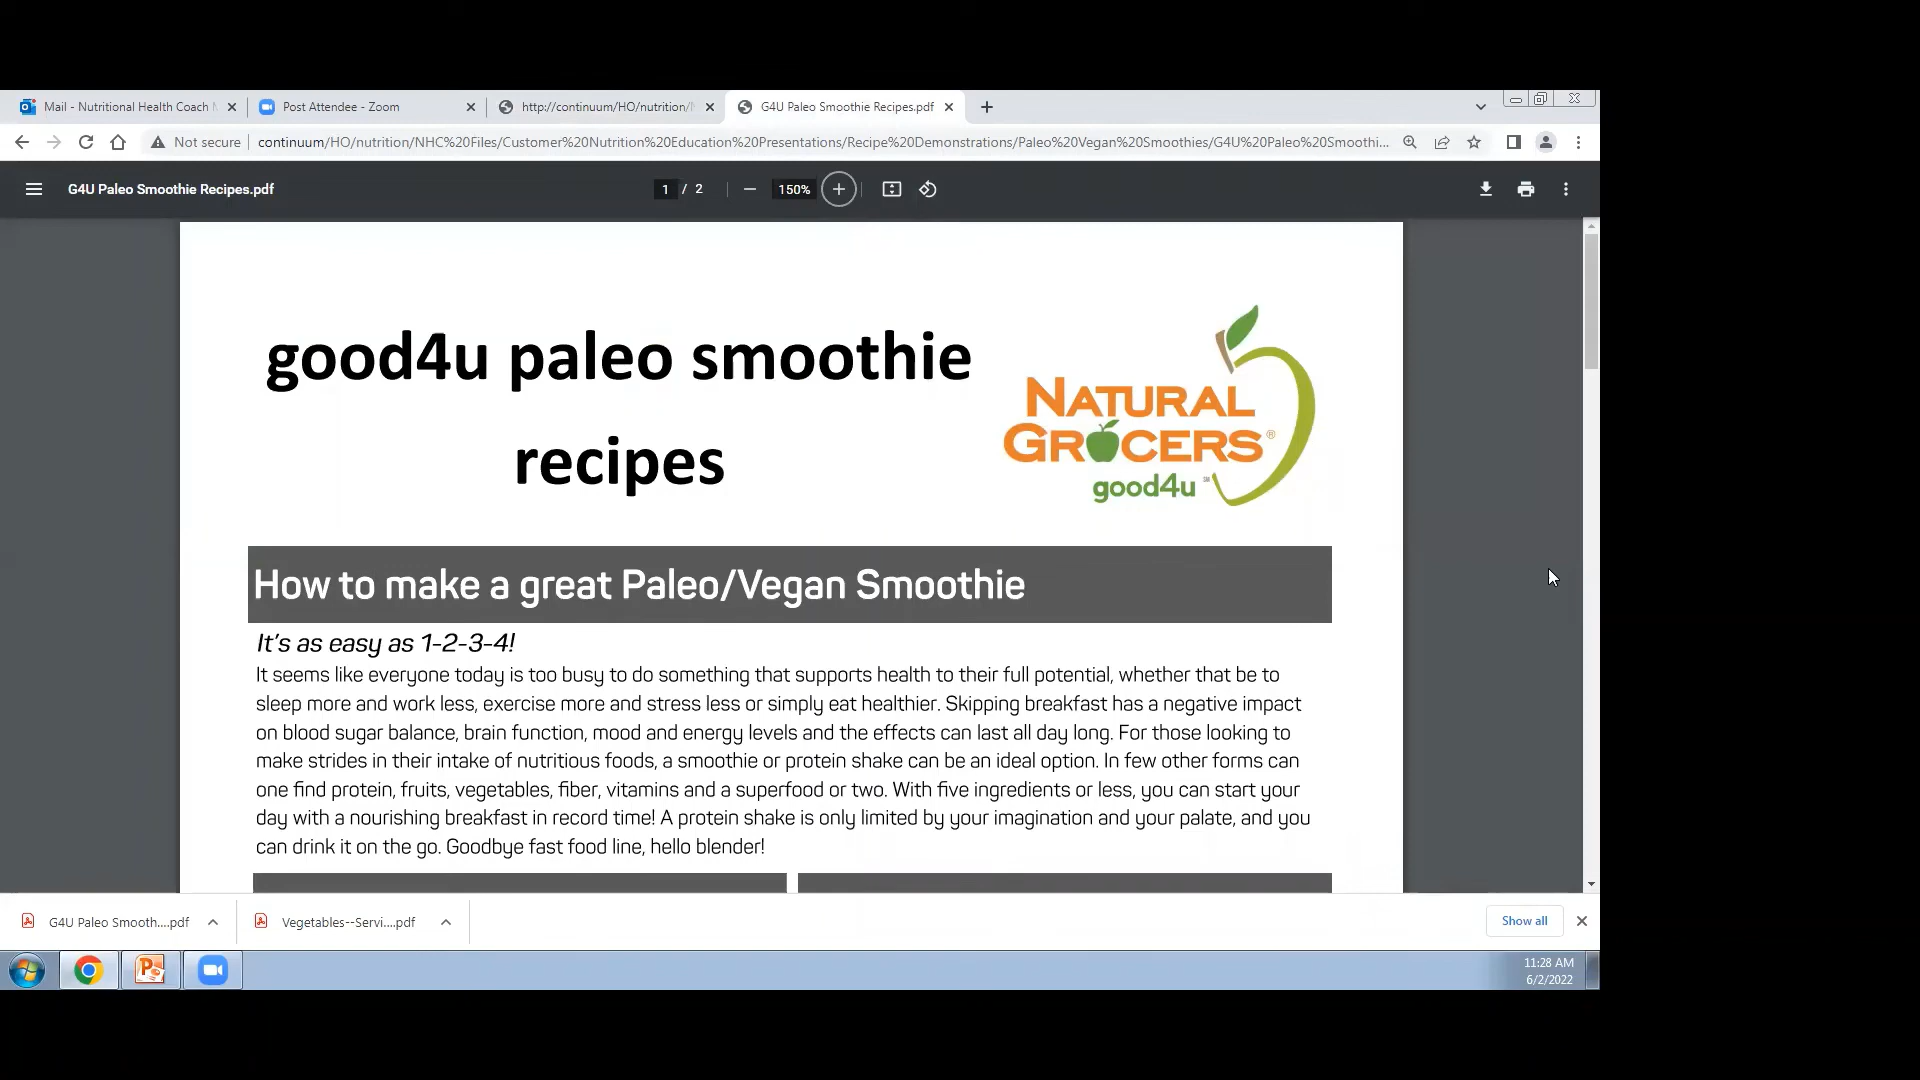 Mail - Nutritional Health Coach
Post Attendee - Zoom
http://continuum/HO/nutrition/
G4U Paleo Smoothie Recipes.pdf
Not secure
continuum/HO/nutrition/NHC%20Files/Customer%20Nutrition%20Education%20Presentations/Recipe%20Demonstrations/Paleo%20Vegan%20Smoothies/G4U%20Paleo%20Smoothi...
G4U Paleo Smoothie Recipes.pdf
1 / 2
150%
good4u paleo smoothie
recipes
NATURAL
GROCERS®
good4u℠
How to make a great Paleo/Vegan Smoothie
It's as easy as 1-2-3-4!
It seems like everyone today is too busy to do something that supports health to their full potential, whether that be to
sleep more and work less, exercise more and stress less or simply eat healthier. Skipping breakfast has a negative impact
on blood sugar balance, brain function, mood and energy levels and the effects can last all day long. For those looking to
make strides in their intake of nutritious foods, a smoothie or protein shake can be an ideal option. In few other forms can
one find protein, fruits, vegetables, fiber, vitamins and a superfood or two. With five ingredients or less, you can start your
day with a nourishing breakfast in record time! A protein shake is only limited by your imagination and your palate, and you
can drink it on the go. Goodbye fast food line, hello blender!
G4U Paleo Smooth....pdf
Vegetables--Servi....pdf
Show all
11:28 AM
6/2/2022